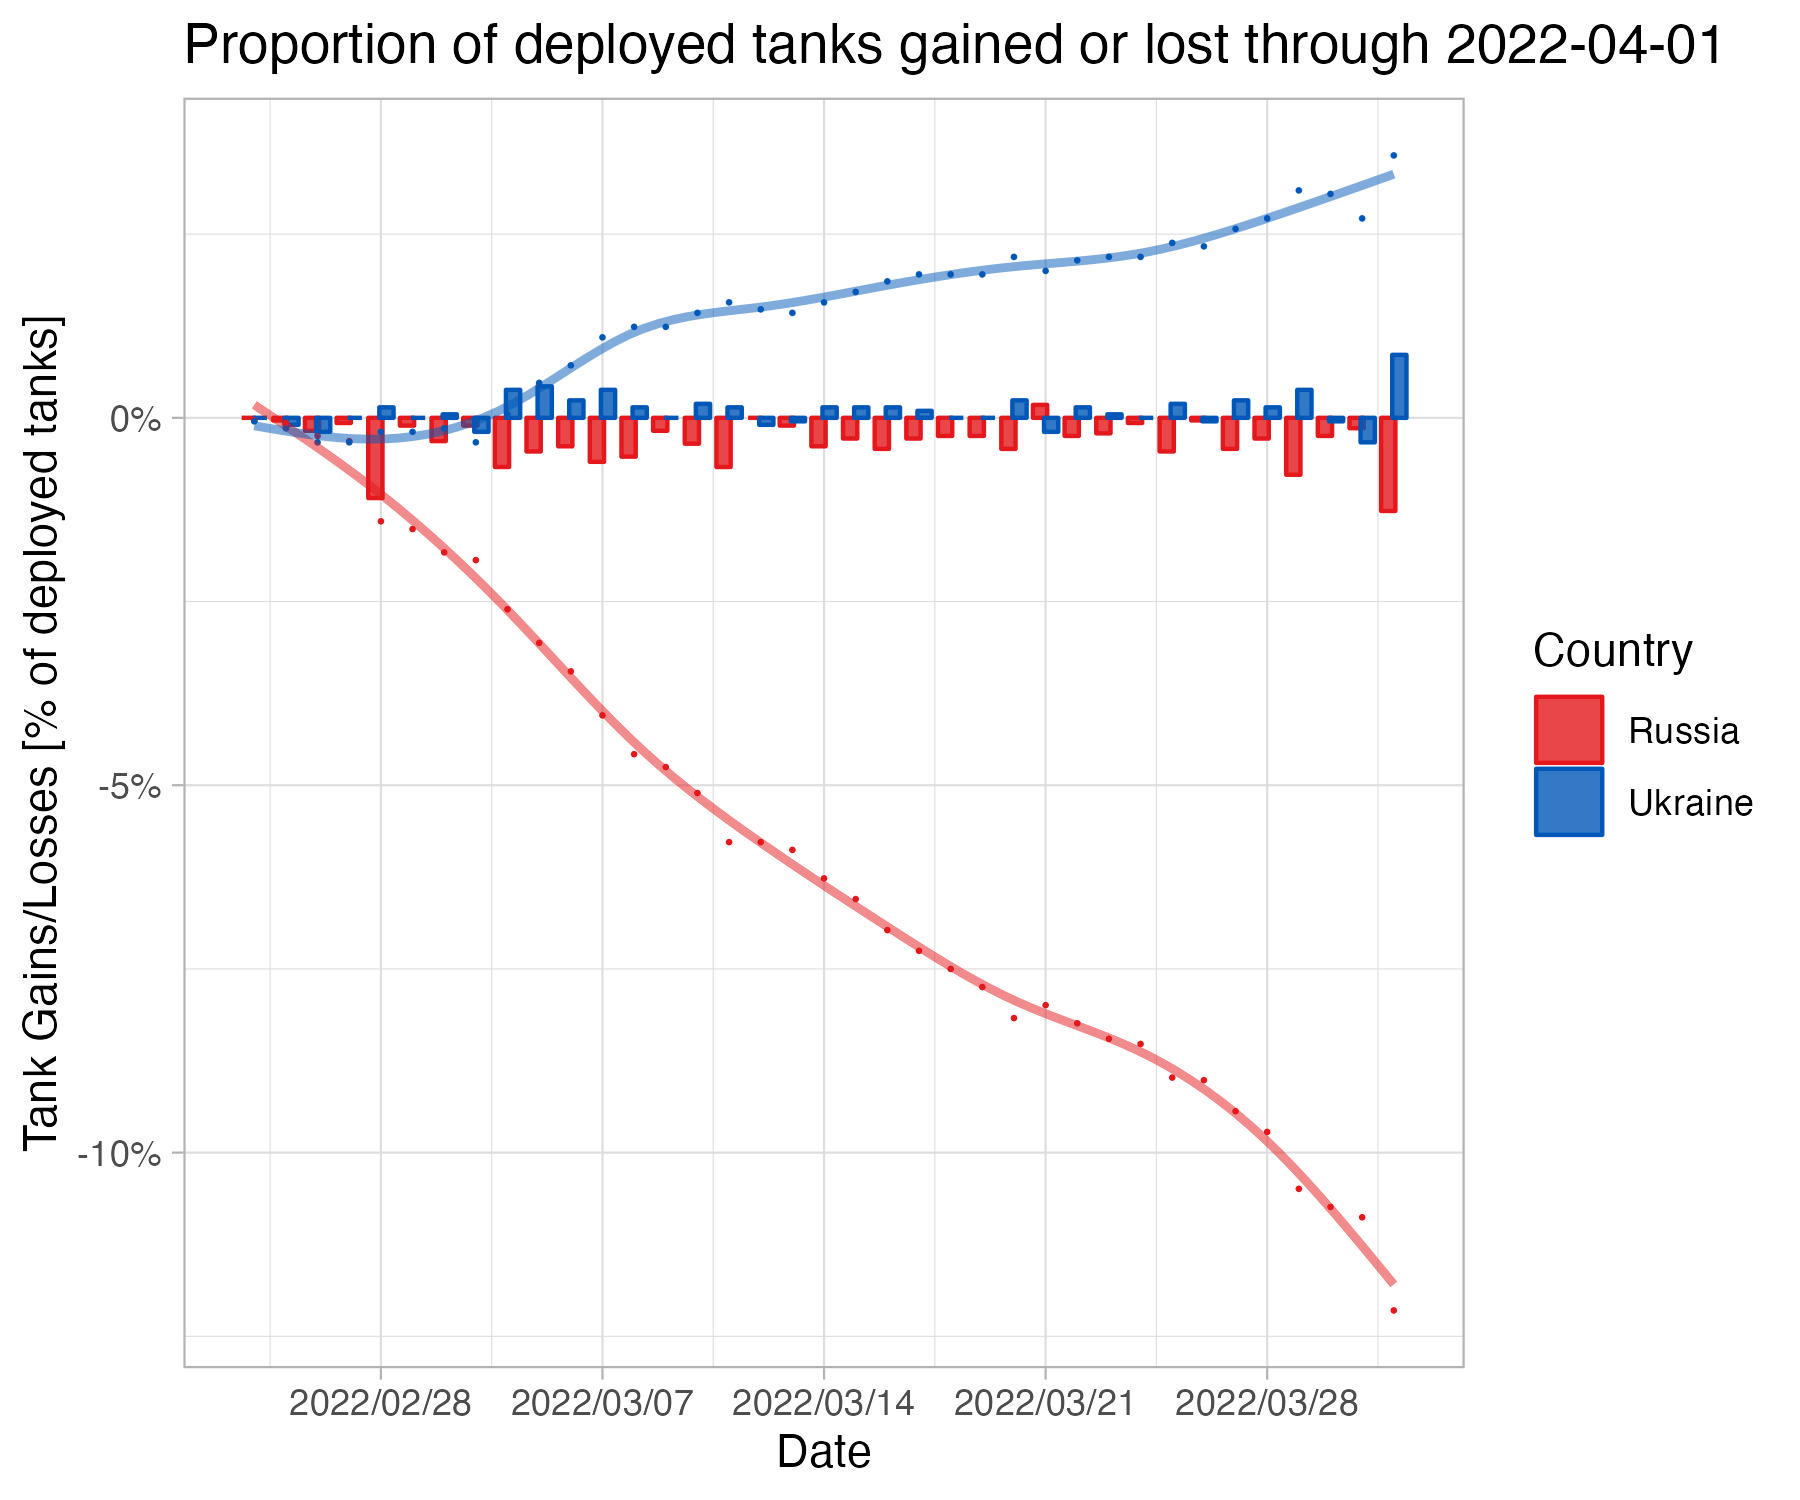 Proportion of deployed tanks gained or lost through 2022-04-01
Tank Gains/Losses [% of deployed tanks]
0%
-5%
-10%
2022/02/28
2022/03/07
2022/03/14
2022/03/21
2022/03/28
Date
Country
Russia
Ukraine